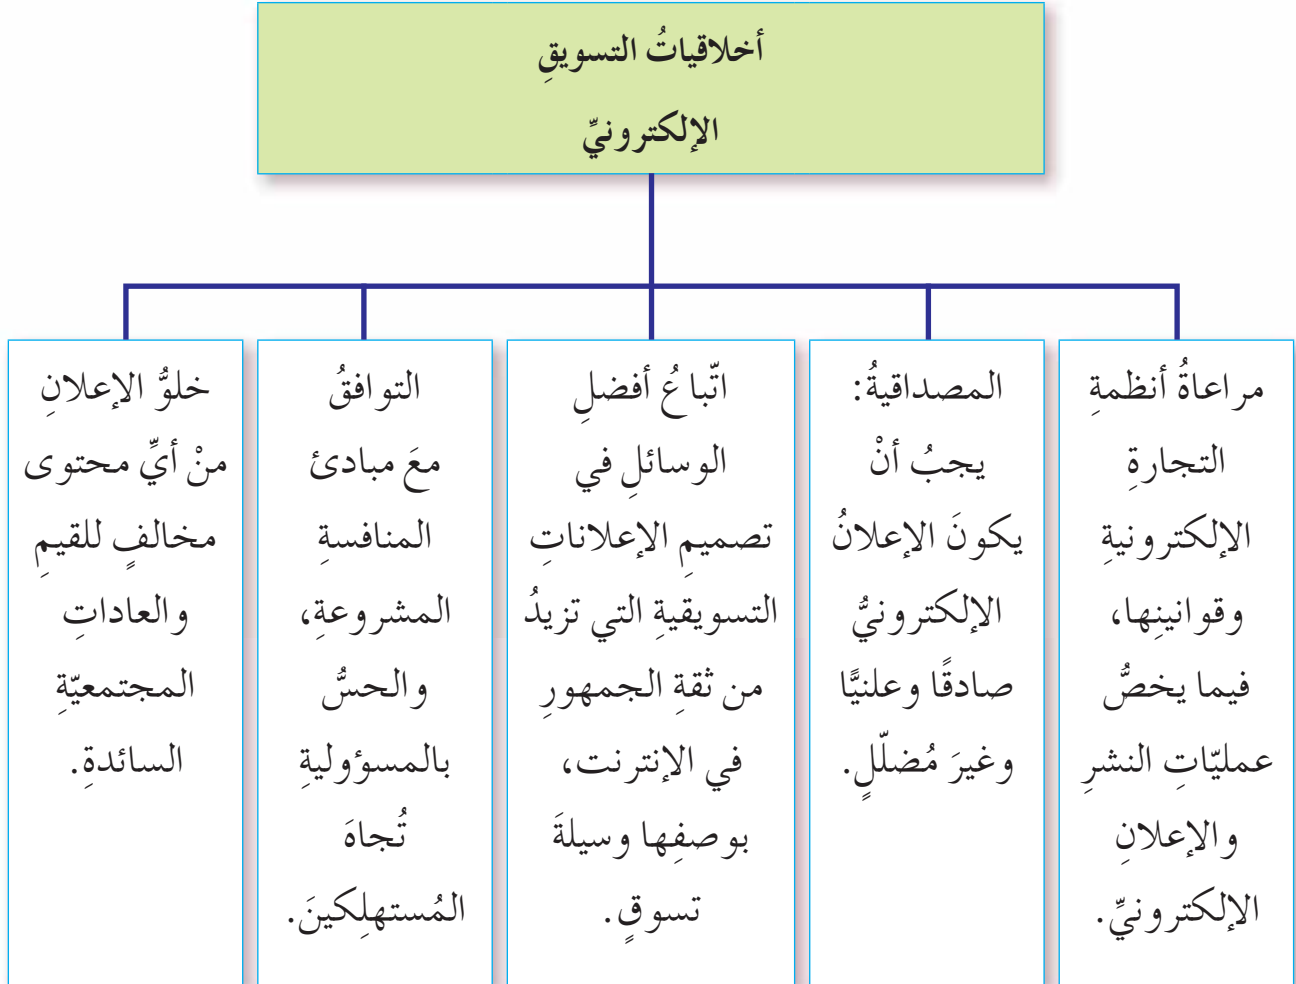 أخلاقياتُ التسويقِ
الإلكترونيِّ
مراعاةُ أنظمةِ
التجارةِ
الإلكترونيةِ
وقوانينِها،
فيما يخصُّ
عمليّاتِ النشرِ
والإعلانِ
الإلكترونيِّ.
المصداقيةُ:
يجبُ أنْ
يكونَ الإعلانُ
الإلكترونيُّ
صادقًا وعلنيًّا
وغيرَ مُضلّلٍ.
اتّباعُ أفضلِ
الوسائلِ في
تصميمِ الإعلاناتِ
التسويقيةِ التي تزيدُ
من ثقةِ الجمهورِ
في الإنترنت،
بوصفِها وسيلةَ
تسوقٍ.
التوافقُ
معَ مبادئ
المنافسةِ
المشروعةِ،
والحسُّ
بالمسؤوليةِ
تُجاهَ
المُستهلِكينَ.
خلوُّ الإعلانِ
منْ أيِّ محتوى
مخالفٍ للقيمِ
والعاداتِ
المجتمعيّةِ
السائدةِ.